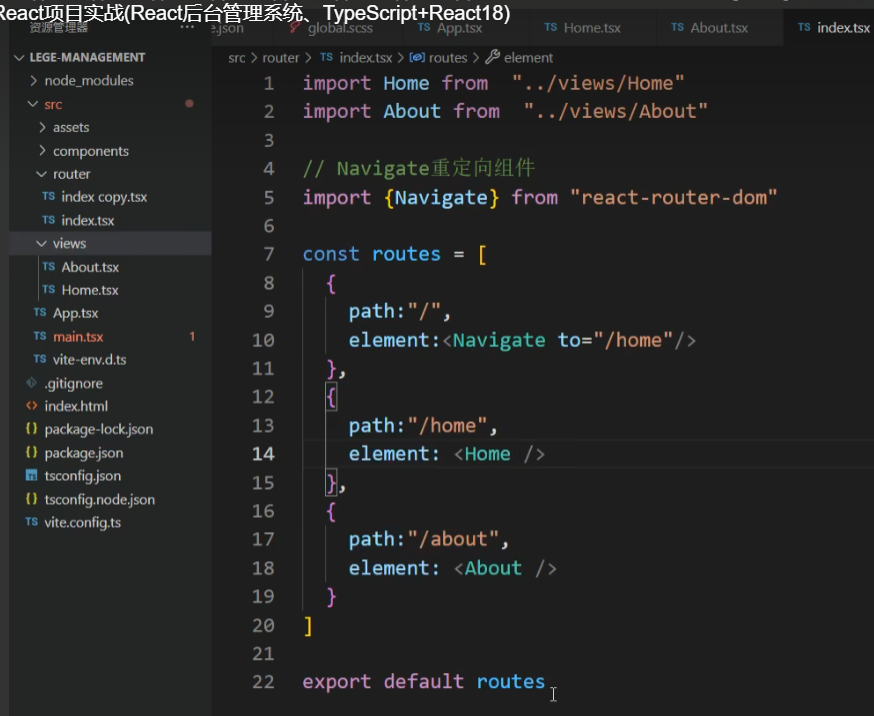 React项目实战(React后台管理系统、TypeScript+React18)
资源管理器 ···
e.json global.scss TS App.tsx TS Home.tsx TS About.tsx TS index.tsx
src > router > TS index.tsx > routes > element
LEGE-MANAGEMENT
node_modules
src
assets
components
router
TS index copy.tsx
TS index.tsx
views
TS About.tsx
TS Home.tsx
TS App.tsx
TS main.tsx 1
TS vite-env.d.ts
.gitignore
<> index.html
{} package-lock.json
{} package.json
tsconfig.json
{} tsconfig.node.json
TS vite.config.ts
1 import Home from "../views/Home"
2 import About from "../views/About"
3
4 // Navigate重定向组件
5 import {Navigate} from "react-router-dom"
6
7 const routes = [
8 {
9 path:"/",
10 element:<Navigate to="/home"/>
11 },
12 {
13 path:"/home",
14 element: <Home />
15 },
16 {
17 path:"/about",
18 element: <About />
19 }
20 ]
21
22 export default routes